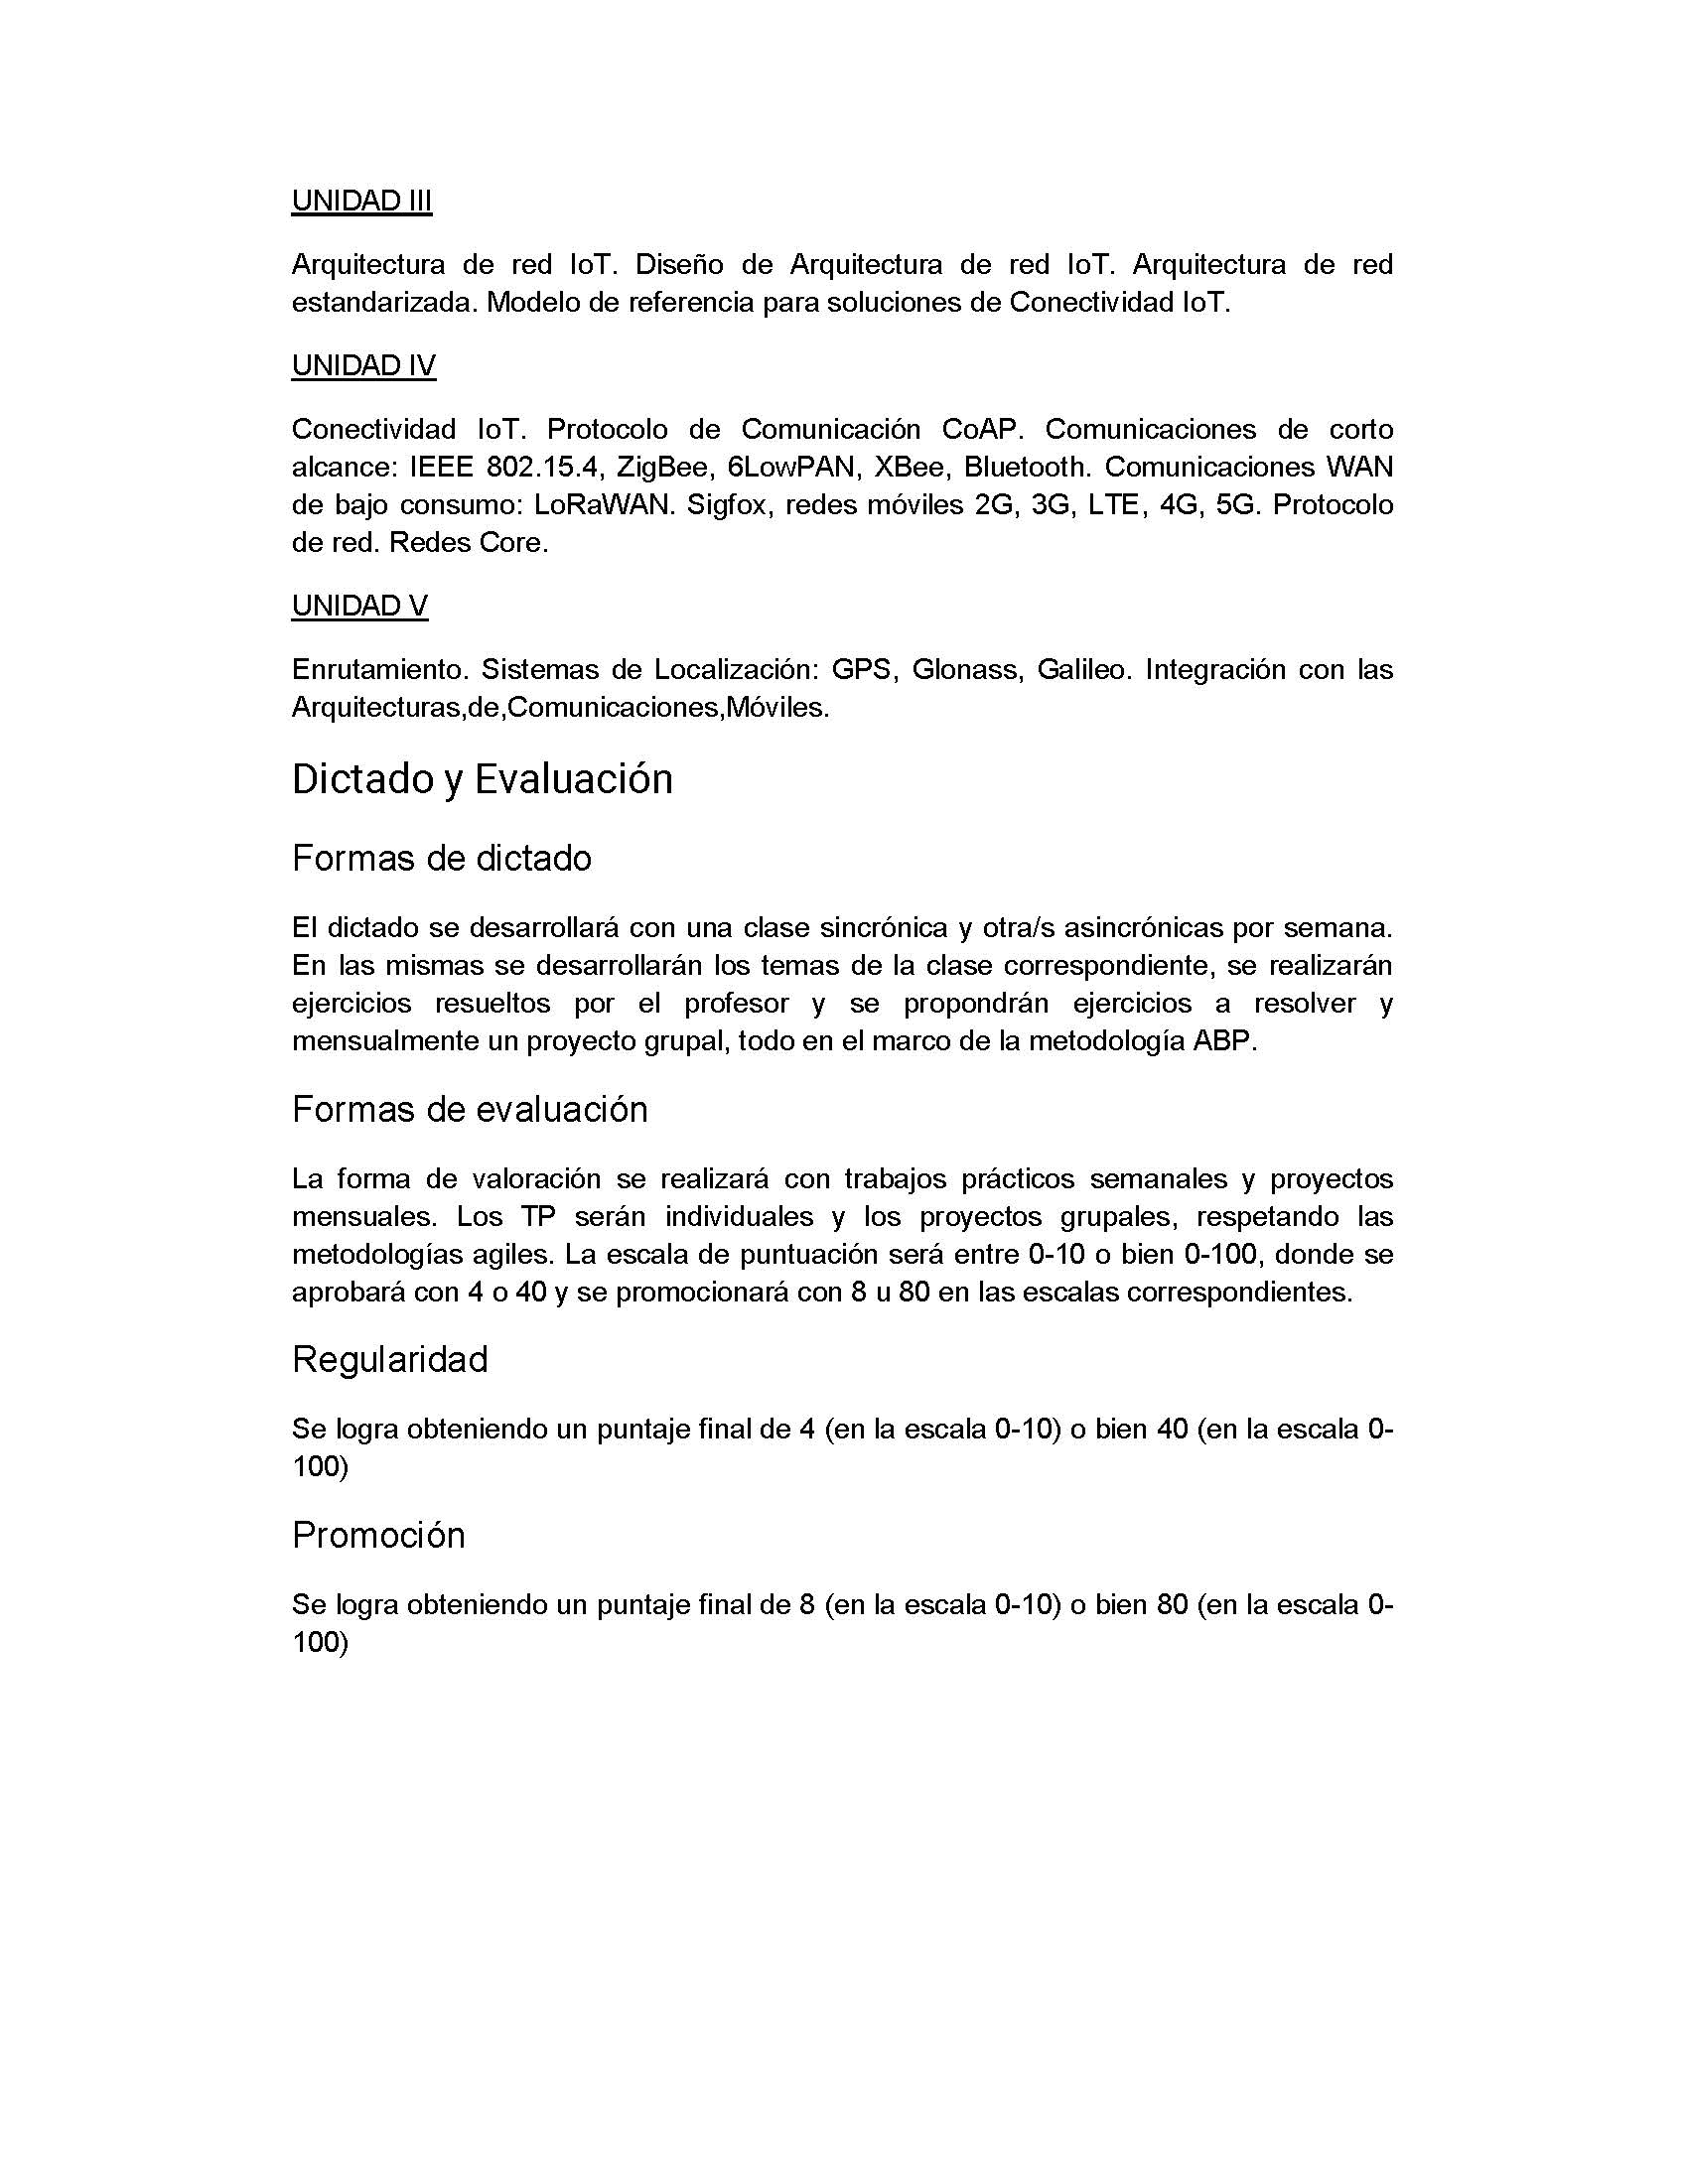 UNIDAD III
Arquitectura de red IoT. Diseño de Arquitectura de red IoT. Arquitectura de red
estandarizada. Modelo de referencia para soluciones de Conectividad IoT.
UNIDAD IV
Conectividad IoT. Protocolo de Comunicación CoAP. Comunicaciones de corto
alcance: IEEE 802.15.4, ZigBee, 6LowPAN, XBee, Bluetooth. Comunicaciones WAN
de bajo consumo: LoRaWAN. Sigfox, redes móviles 2G, 3G, LTE, 4G, 5G. Protocolo
de red. Redes Core.
UNIDAD V
Enrutamiento. Sistemas de Localización: GPS, Glonass, Galileo. Integración con las
Arquitecturas,de,Comunicaciones,Móviles.
Dictado y Evaluación
Formas de dictado
El dictado se desarrollará con una clase sincrónica y otra/s asincrónicas por semana.
En las mismas se desarrollarán los temas de la clase correspondiente, se realizarán
ejercicios resueltos por el profesor y se propondrán ejercicios a resolver y
mensualmente un proyecto grupal, todo en el marco de la metodología ABP.
Formas de evaluación
La forma de valoración se realizará con trabajos prácticos semanales y proyectos
mensuales. Los TP serán individuales y los proyectos grupales, respetando las
metodologías agiles. La escala de puntuación será entre 0-10 o bien 0-100, donde se
aprobará con 4 o 40 y se promocionará con 8 u 80 en las escalas correspondientes.
Regularidad
Se logra obteniendo un puntaje final de 4 (en la escala 0-10) o bien 40 (en la escala 0-
100)
Promoción
Se logra obteniendo un puntaje final de 8 (en la escala 0-10) o bien 80 (en la escala 0-
100)